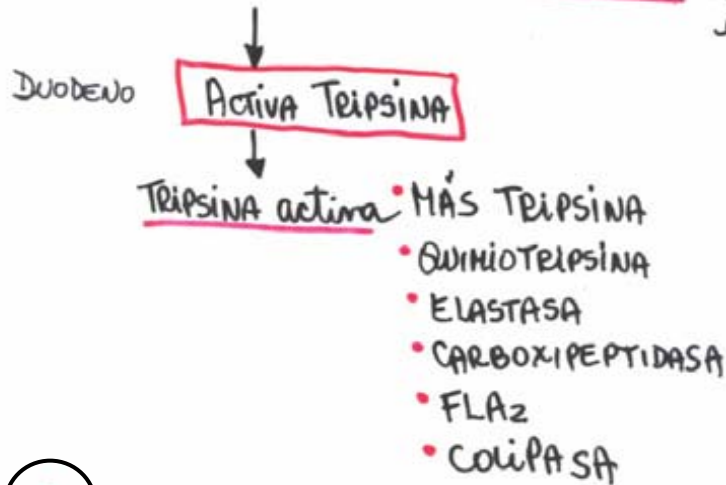 DUODENO
ACTIVA TRIPSINA
TRIPSINA activa • MÁS TRIPSINA
• QUIMIOTRIPSINA
• ELASTASA
• CARBOXIPEPTIDASA
• FLA2
• COLIPASA